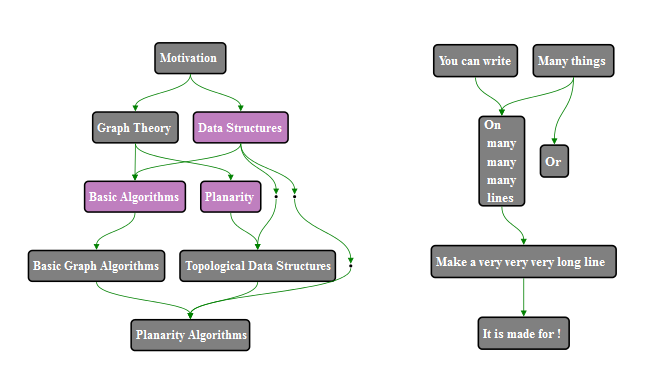 Motivation
Graph Theory
Data Structures
Basic Algorithms
Planarity
Basic Graph Algorithms
Topological Data Structures
Planarity Algorithms
You can write
Many things
On
many
many
many
lines
Or
Make a very very very long line
It is made for !